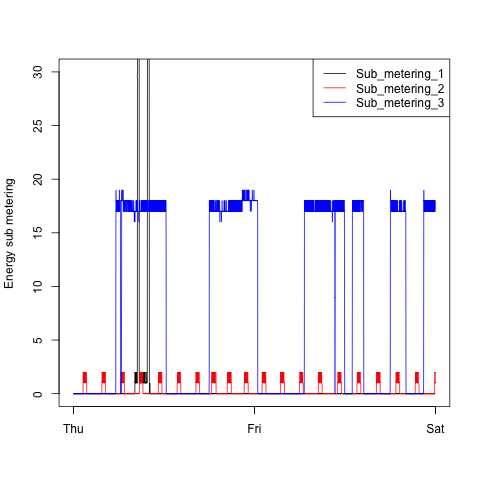 Sub_metering_1
Sub_metering_2
Sub_metering_3
Energy sub metering
30
25
20
15
10
5
0
Thu
Fri
Sat